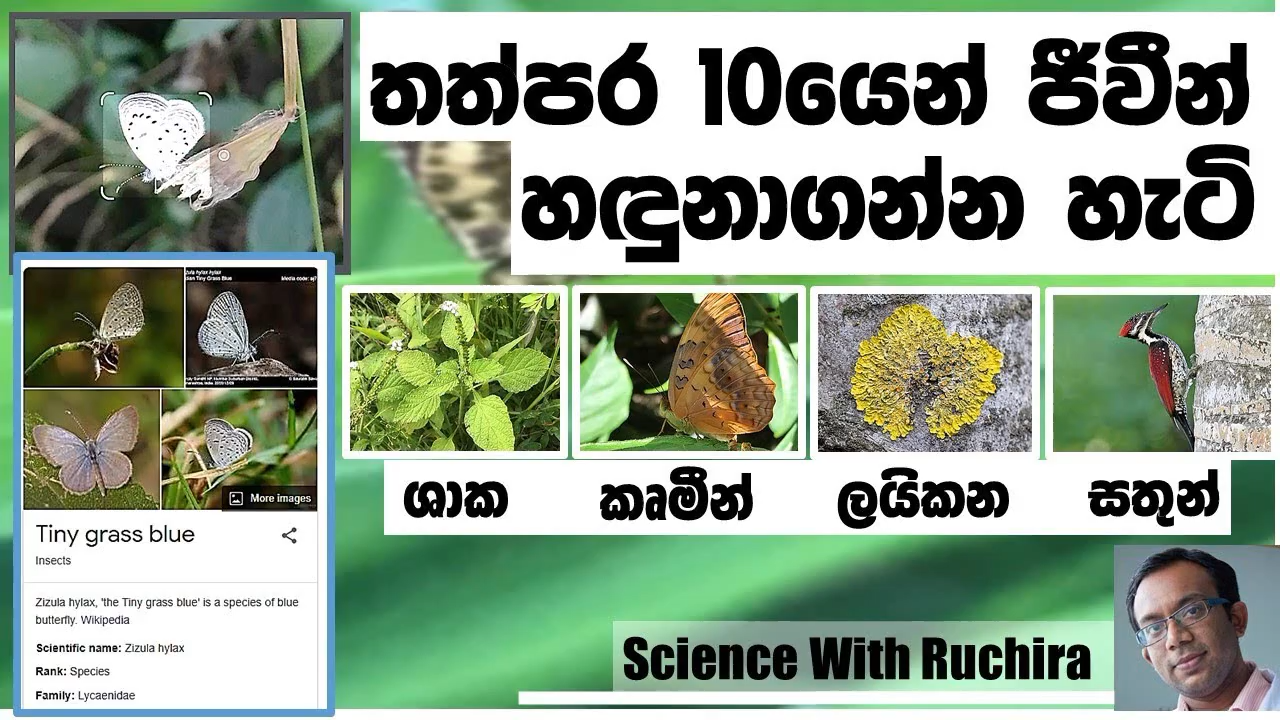 තත්පර 10යෙන් ජීවීන්
හඳුනාගන්න හැටි
ශාක
කෘමීන්
ලයිකන
සතූන්
More images
Tiny grass blue
Insects
Zizula hylax, 'the Tiny grass blue' is a species of blue
butterfly. Wikipedia
Scientific name: Zizula hylax
Rank: Species
Family: Lycaenidae
Science With Ruchira